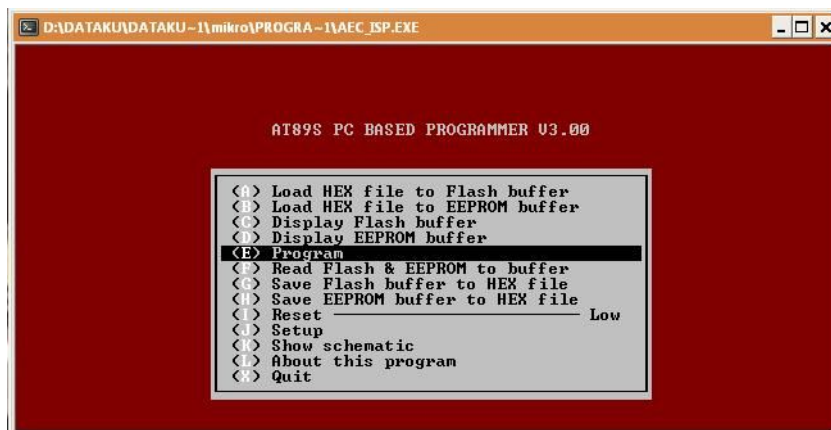 D:\DATAKU\DATAKU~1\mikro\PROGRA~1\AEC_ISP.EXE
AT89S PC BASED PROGRAMMER V3.00
(A) Load HEX file to Flash buffer
(B) Load HEX file to EEPROM buffer
(C) Display Flash buffer
(D) Display EEPROM buffer
(E) Program
(F) Read Flash & EEPROM to buffer
(G) Save Flash buffer to HEX file
(H) Save EEPROM buffer to HEX file
(I) Reset Low
(J) Setup
(K) Show schematic
(L) About this program
(X) Quit